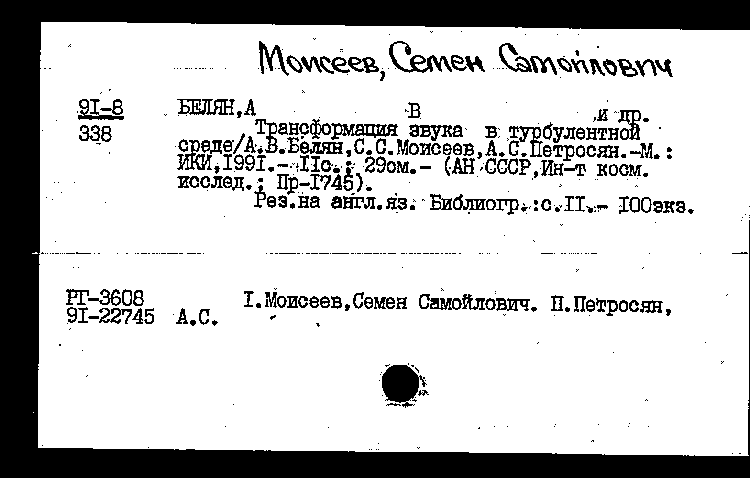 Моисеев, Семен Самойлович
91-8 БЕЛЯН,А В и др.
338 Трансформация звука в турбулентной
среде/А.В.Белян,С.С.Моисеев,А.С.Петросян.-М.:
ИКИ,1991.- 11с.; 29см.- (АН СССР,Ин-т косм.
исслед.; Пр-1745).
Рез.на англ.яз. Библиогр.:с.11.- 100экз.
РГ-3608 I.Моисеев,Семен Самойлович. П.Петросян,
91-22745 А.С.